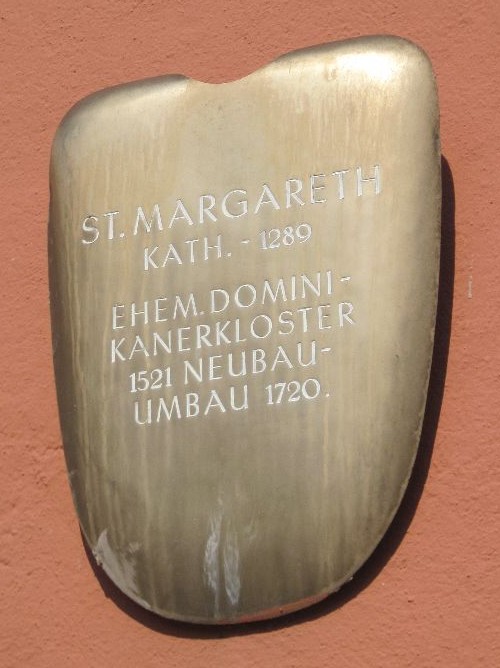 ST. MARGARETH
KATH. - 1289
EHEM. DOMINI-
KANERKLOSTER
1521 NEUBAU-
UMBAU 1720.